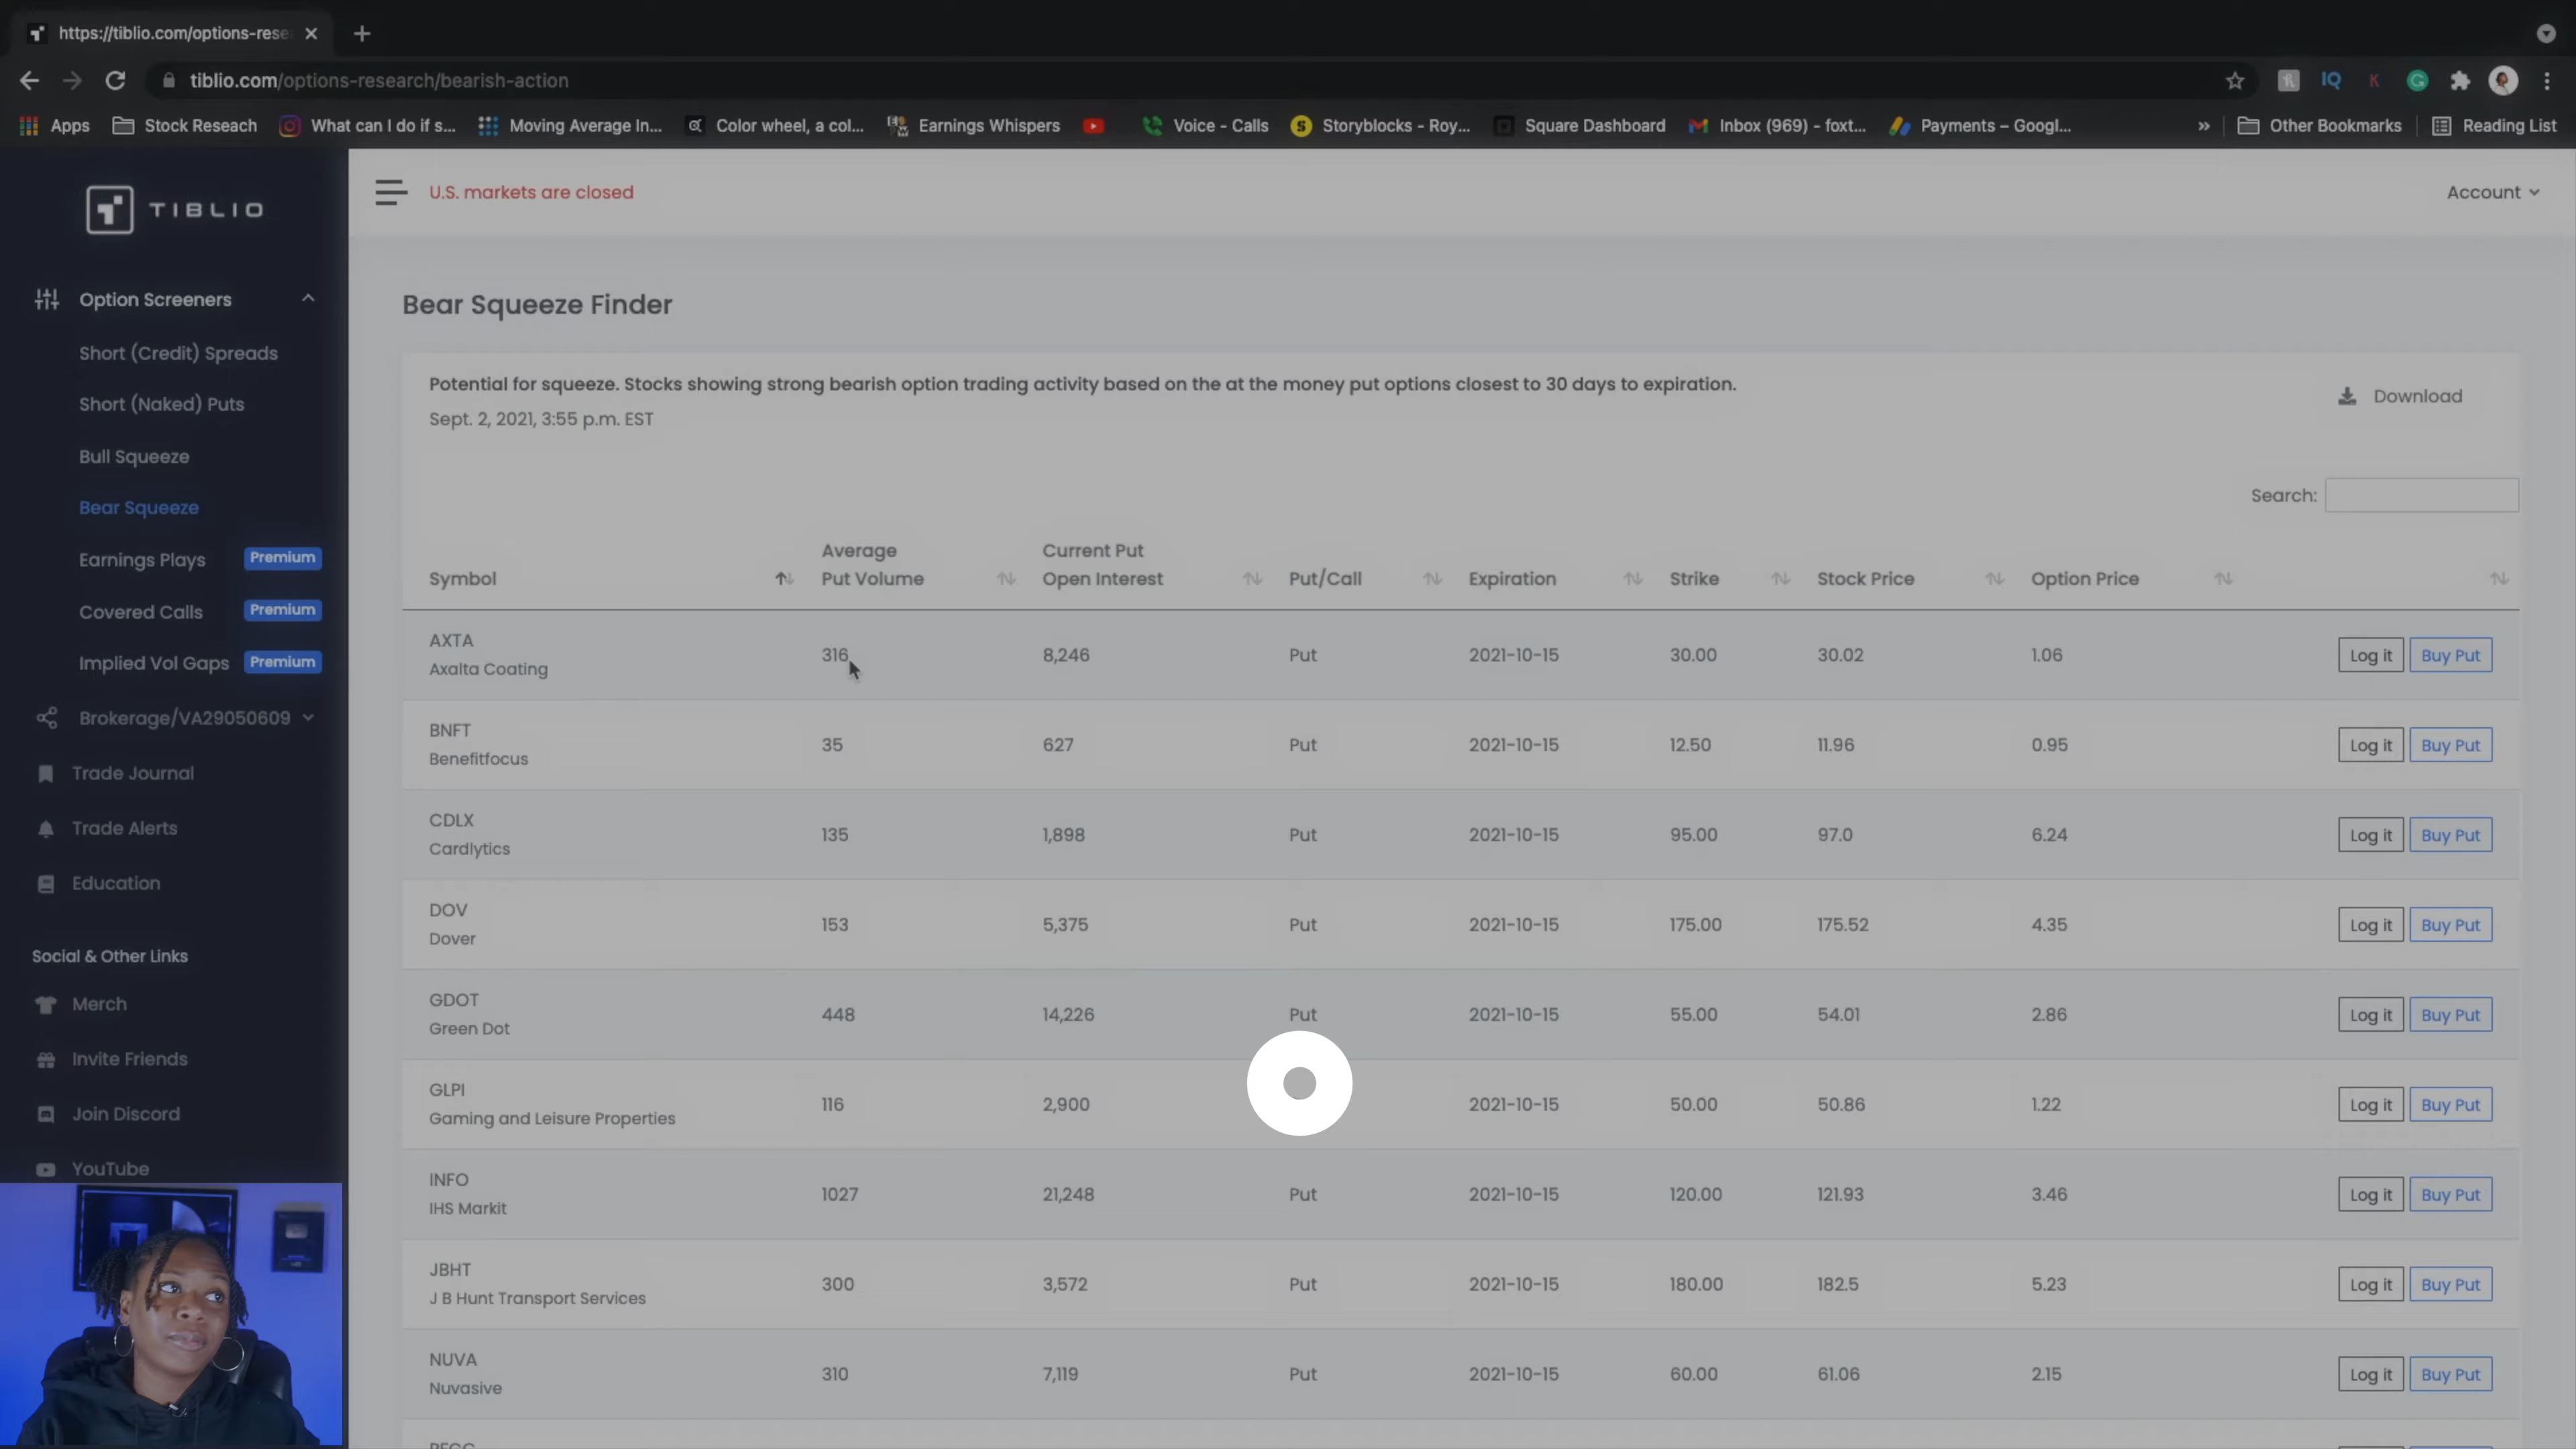 https://tiblio.com/options-rese
tiblio.com/options-research/bearish-action
Apps Stock Reseach What can I do if s... Moving Average In... Color wheel, a col... Earnings Whispers Voice - Calls Storyblocks - Roy... Square Dashboard Inbox (969) - foxt... Payments – Googl... » Other Bookmarks Reading List
TIBLIO
Option Screeners
Short (Credit) Spreads
Short (Naked) Puts
Bull Squeeze
Bear Squeeze
Earnings Plays Premium
Covered Calls Premium
Implied Vol Gaps Premium
Brokerage/VA29050609
Trade Journal
Trade Alerts
Education
Social & Other Links
Merch
Invite Friends
Join Discord
YouTube
U.S. markets are closed
Account
Bear Squeeze Finder
Potential for squeeze. Stocks showing strong bearish option trading activity based on the at the money put options closest to 30 days to expiration.
Sept. 2, 2021, 3:55 p.m. EST
Download
Search:
Symbol Average Put Volume Current Put Open Interest Put/Call Expiration Strike Stock Price Option Price
AXTA 316 8,246 Put 2021-10-15 30.00 30.02 1.06 Log it Buy Put
Axalta Coating
BNFT 35 627 Put 2021-10-15 12.50 11.96 0.95 Log it Buy Put
Benefitfocus
CDLX 135 1,898 Put 2021-10-15 95.00 97.0 6.24 Log it Buy Put
Cardlytics
DOV 153 5,375 Put 2021-10-15 175.00 175.52 4.35 Log it Buy Put
Dover
GDOT 448 14,226 Put 2021-10-15 55.00 54.01 2.86 Log it Buy Put
Green Dot
GLPI 116 2,900 2021-10-15 50.00 50.86 1.22 Log it Buy Put
Gaming and Leisure Properties
INFO 1027 21,248 Put 2021-10-15 120.00 121.93 3.46 Log it Buy Put
IHS Markit
JBHT 300 3,572 Put 2021-10-15 180.00 182.5 5.23 Log it Buy Put
J B Hunt Transport Services
NUVA 310 7,119 Put 2021-10-15 60.00 61.06 2.15 Log it Buy Put
Nuvasive